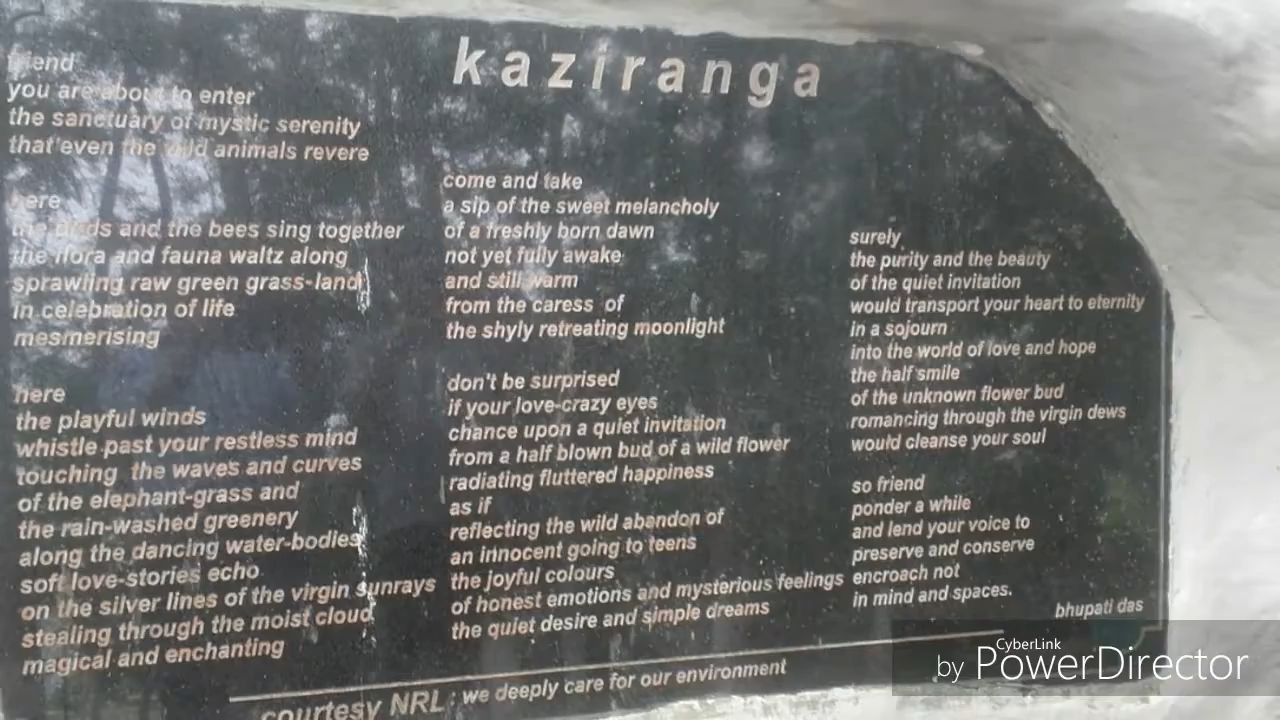 kaziranga
friend
you are about to enter
the sanctuary of mystic serenity
that even the wild animals revere
here
the birds and the bees sing together
the flora and fauna waltz along
sprawling raw green grass-land
in celebration of life
mesmerising
here
the playful winds
whistle past your restless mind
touching the waves and curves
of the elephant-grass and
the rain-washed greenery
along the dancing water-bodies
soft love-stories echo
on the silver lines of the virgin sunrays
stealing through the moist cloud
magical and enchanting
come and take
a sip of the sweet melancholy
of a freshly born dawn
not yet fully awake
and still warm
from the caress of
the shyly retreating moonlight
don't be surprised
if your love-crazy eyes
chance upon a quiet invitation
from a half blown bud of a wild flower
radiating fluttered happiness
as if
reflecting the wild abandon of
an innocent going to teens
the joyful colours
of honest emotions and mysterious feelings
the quiet desire and simple dreams
surely
the purity and the beauty
of the quiet invitation
would transport your heart to eternity
in a sojourn
into the world of love and hope
the half smile
of the unknown flower bud
romancing through the virgin dews
would cleanse your soul
so friend
ponder a while
and lend your voice to
preserve and conserve
encroach not
in mind and spaces.
bhupati das
courtesy NRL : we deeply care for our environment
CyberLink
by PowerDirector